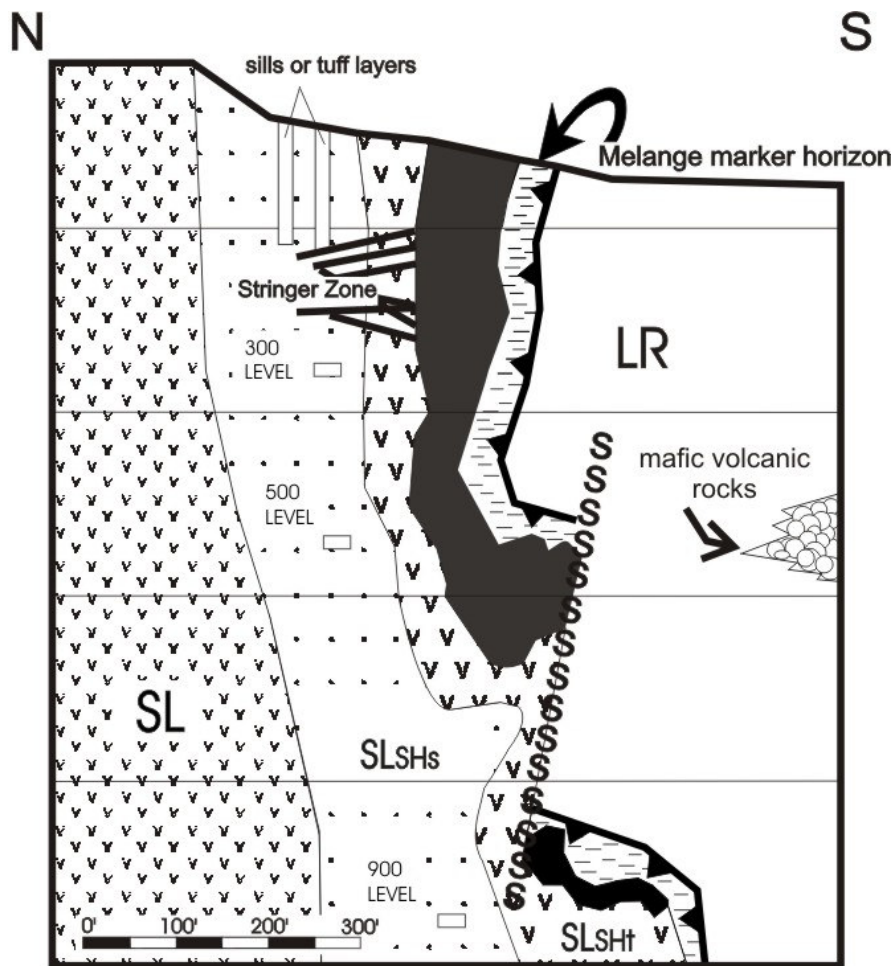 N
S
sills or tuff layers
Melange marker horizon
Stringer Zone
300
LEVEL
LR
mafic volcanic
rocks
500
LEVEL
SL
SLSHs
900
LEVEL
SLSHt
0' 100' 200' 300'
S S S S S S S S S S S S S S S S S S S S S S S S